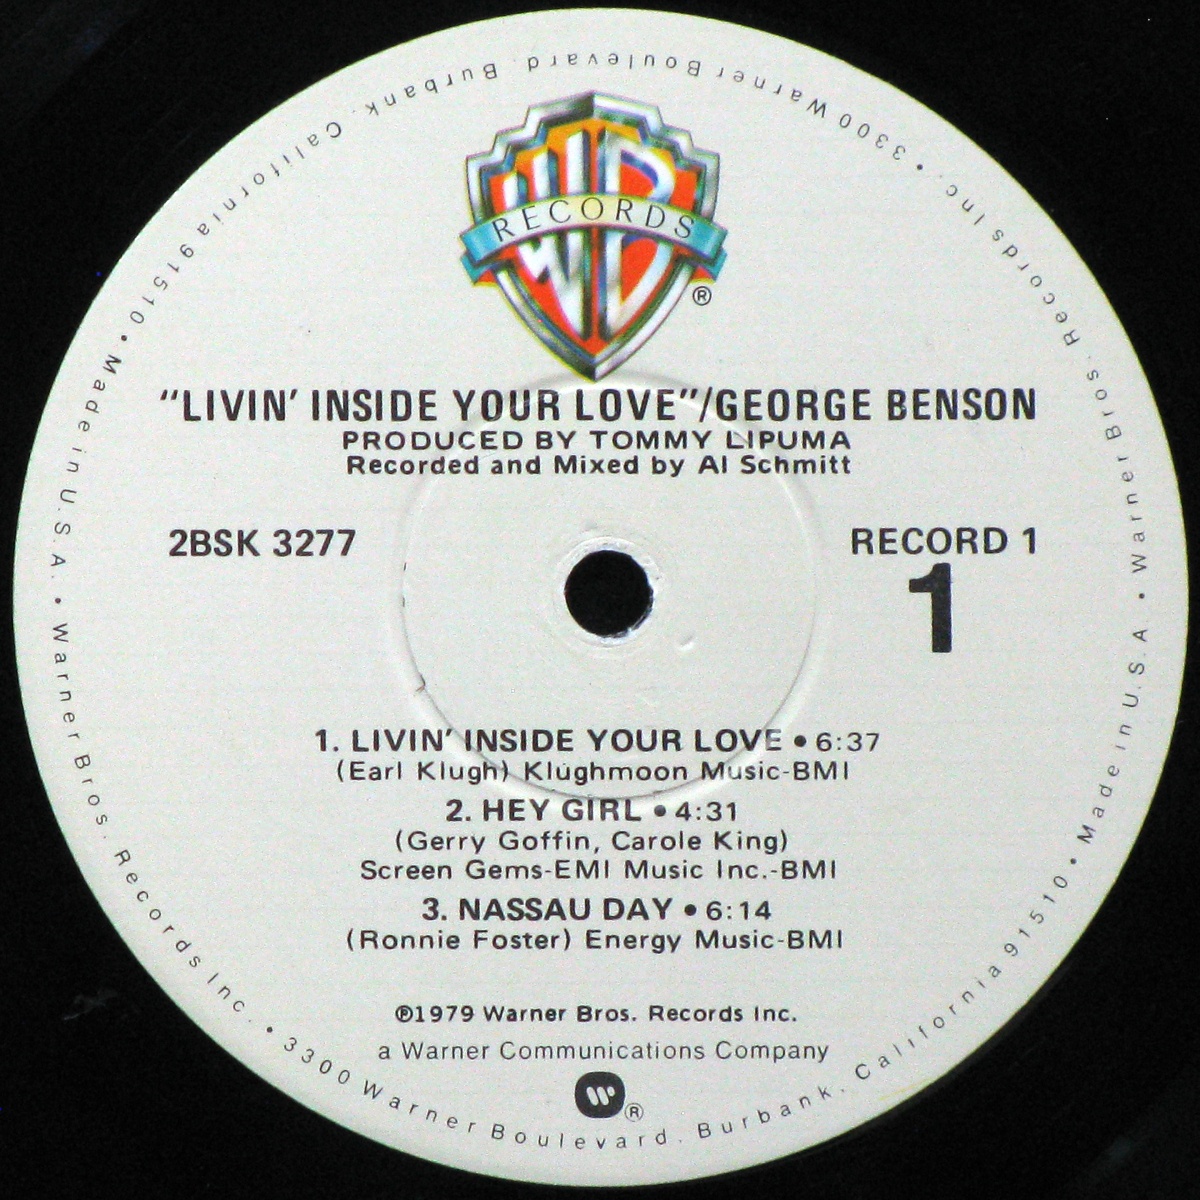 WB
RECORDS
®
"LIVIN' INSIDE YOUR LOVE"/GEORGE BENSON
PRODUCED BY TOMMY LIPUMA
Recorded and Mixed by Al Schmitt
2BSK 3277
RECORD 1
1
1. LIVIN' INSIDE YOUR LOVE • 6:37
(Earl Klugh) Klughmoon Music-BMI
2. HEY GIRL • 4:31
(Gerry Goffin, Carole King)
Screen Gems-EMI Music Inc.-BMI
3. NASSAU DAY • 6:14
(Ronnie Foster) Energy Music-BMI
℗1979 Warner Bros. Records Inc.
a Warner Communications Company
W ®
Warner Bros. Records Inc. • 3300 Warner Boulevard. Burbank. California 91510 • Made in U.S.A. •
Warner Bros. Records Inc. • 3300 Warner Boulevard. Burbank. California 91510 • Made in U.S.A. •